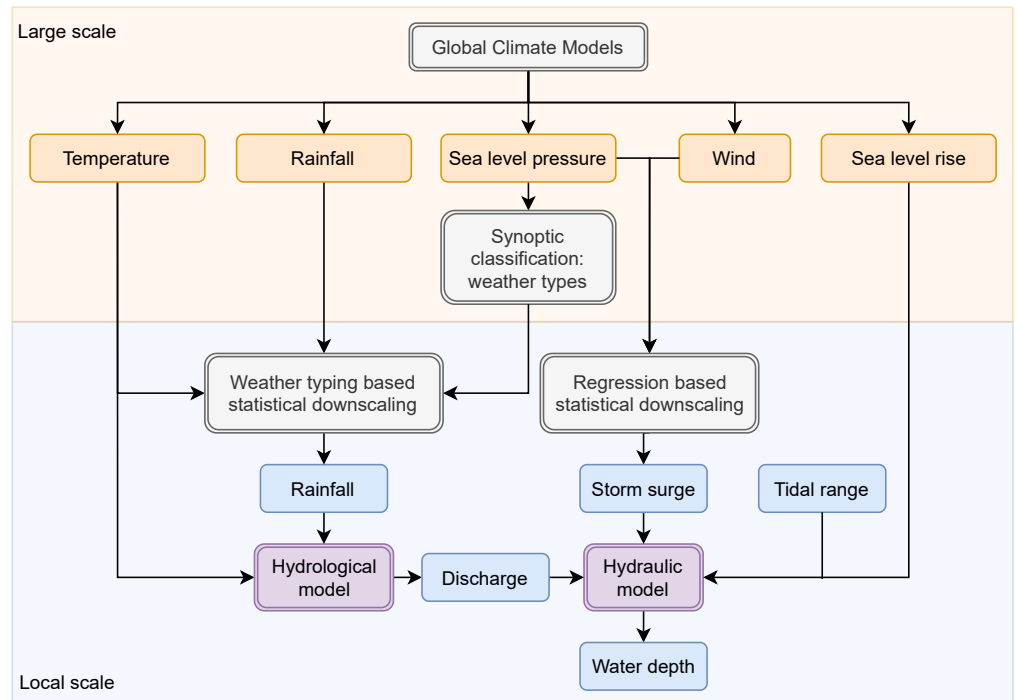 Large scale
Global Climate Models
Temperature
Rainfall
Sea level pressure
Wind
Sea level rise
Synoptic
classification:
weather types
Weather typing based
statistical downscaling
Regression based
statistical downscaling
Rainfall
Storm surge
Tidal range
Hydrological
model
Discharge
Hydraulic
model
Water depth
Local scale